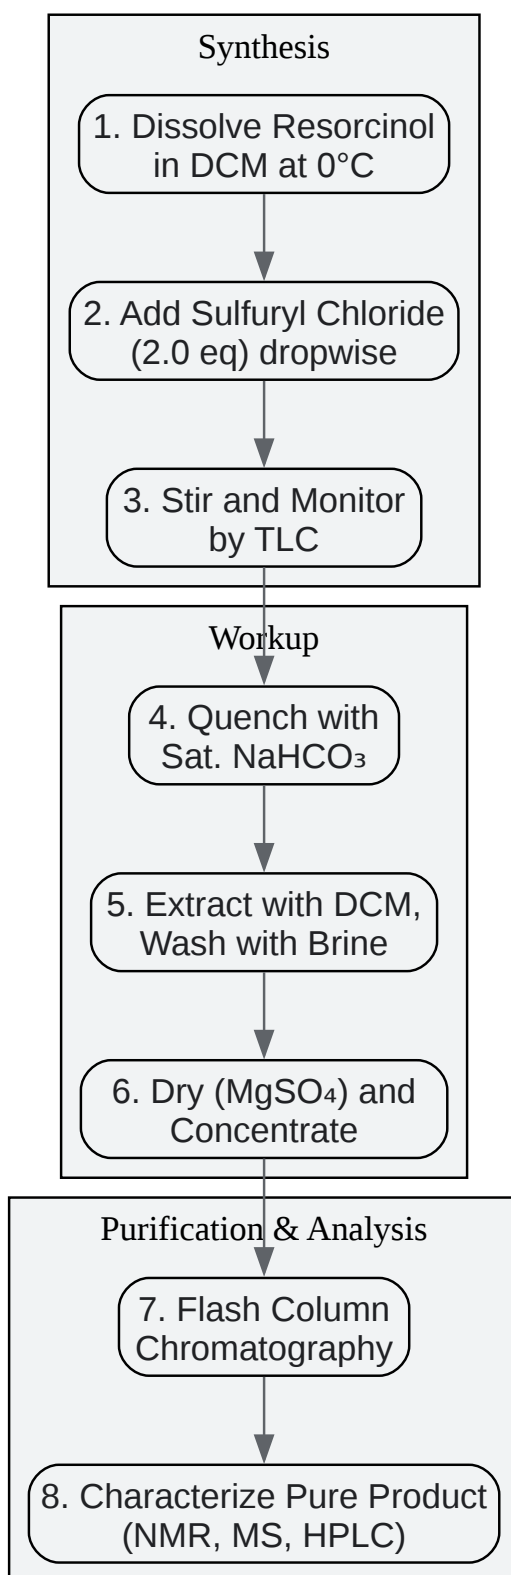 Synthesis
1. Dissolve Resorcinol
in DCM at 0°C
2. Add Sulfuryl Chloride
(2.0 eq) dropwise
3. Stir and Monitor
by TLC
Workup
4. Quench with
Sat. NaHCO₃
5. Extract with DCM,
Wash with Brine
6. Dry (MgSO₄) and
Concentrate
Purification & Analysis
7. Flash Column
Chromatography
8. Characterize Pure Product
(NMR, MS, HPLC)